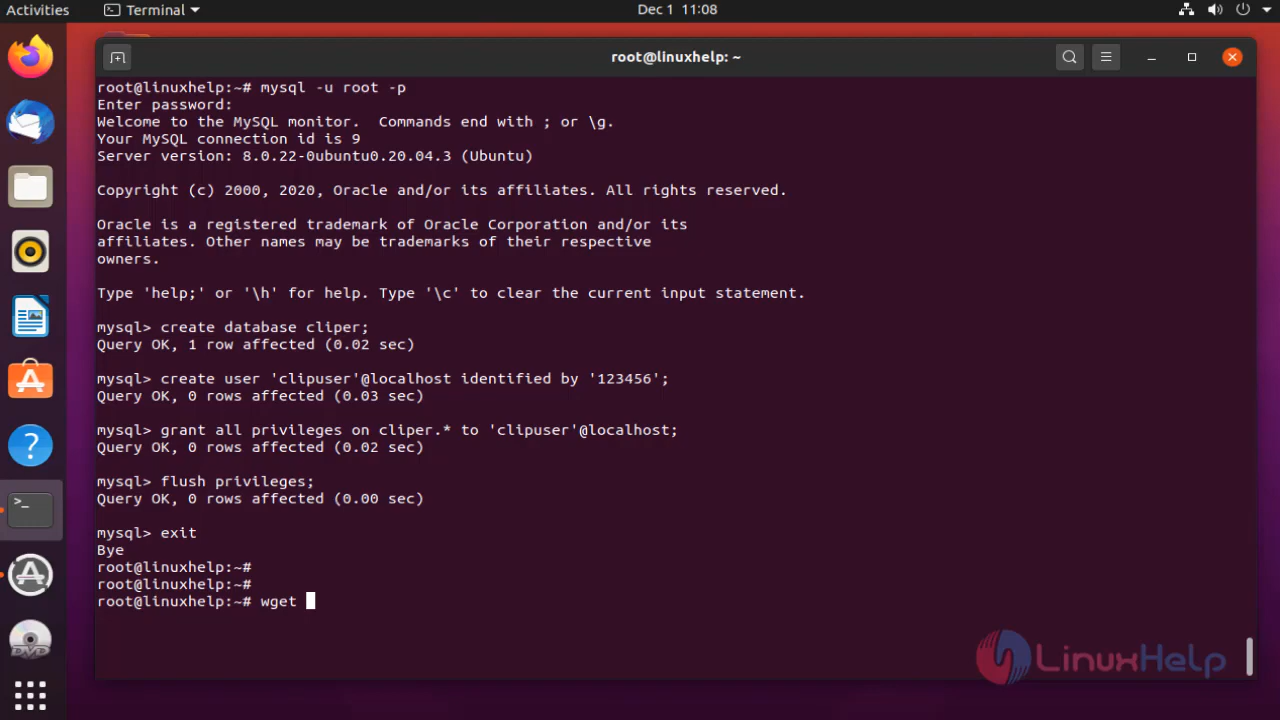 Activities Terminal Dec 1 11:08
root@linuxhelp: ~
root@linuxhelp:~# mysql -u root -p
Enter password:
Welcome to the MySQL monitor.  Commands end with ; or \g.
Your MySQL connection id is 9
Server version: 8.0.22-0ubuntu0.20.04.3 (Ubuntu)
Copyright (c) 2000, 2020, Oracle and/or its affiliates. All rights reserved.
Oracle is a registered trademark of Oracle Corporation and/or its
affiliates. Other names may be trademarks of their respective
owners.
Type 'help;' or '\h' for help. Type '\c' to clear the current input statement.
mysql> create database cliper;
Query OK, 1 row affected (0.02 sec)
mysql> create user 'clipuser'@localhost identified by '123456';
Query OK, 0 rows affected (0.03 sec)
mysql> grant all privileges on cliper.* to 'clipuser'@localhost;
Query OK, 0 rows affected (0.02 sec)
mysql> flush privileges;
Query OK, 0 rows affected (0.00 sec)
mysql> exit
Bye
root@linuxhelp:~#
root@linuxhelp:~#
root@linuxhelp:~# wget
LinuxHelp
DVD